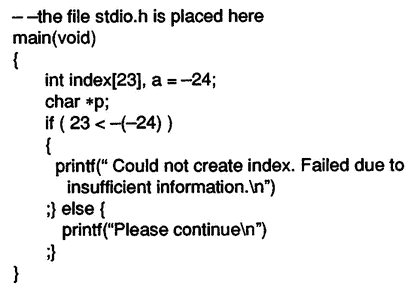 – –the file stdio.h is placed here
main(void)
{
int index[23], a = –24;
char *p;
if ( 23 < –(–24) )
{
printf(“ Could not create index. Failed due to
insufficient information.\n”)
;} else {
printf(“Please continue\n”)
;}
}